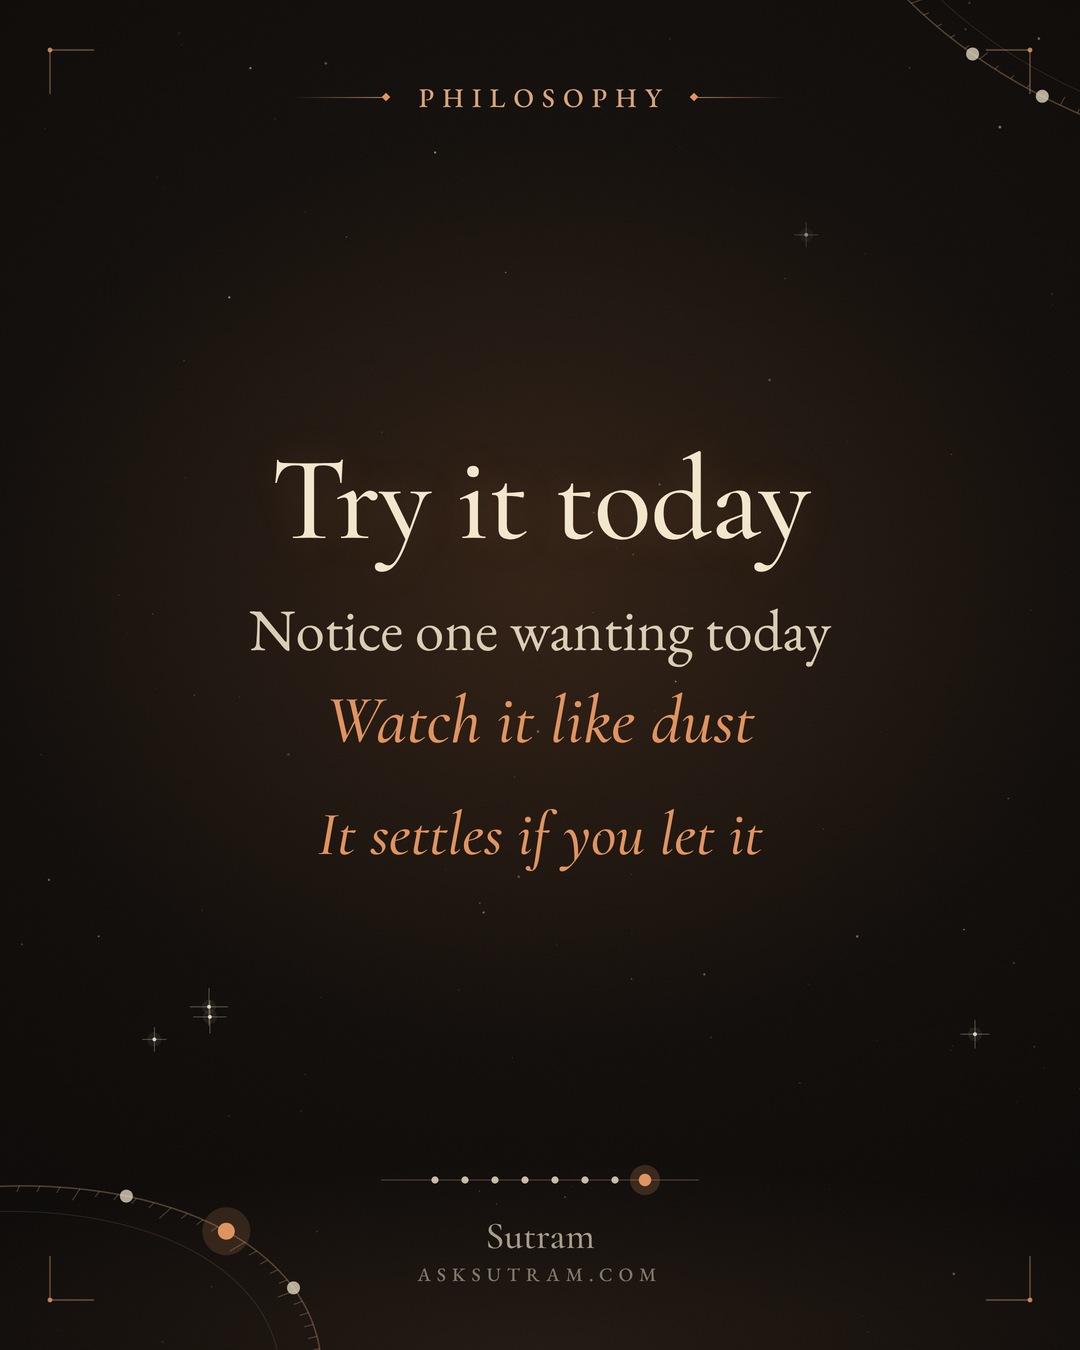 PHILOSOPHY
Try it today
Notice one wanting today
Watch it like dust
It settles if you let it
Sutram
ASKSUTRAM.COM